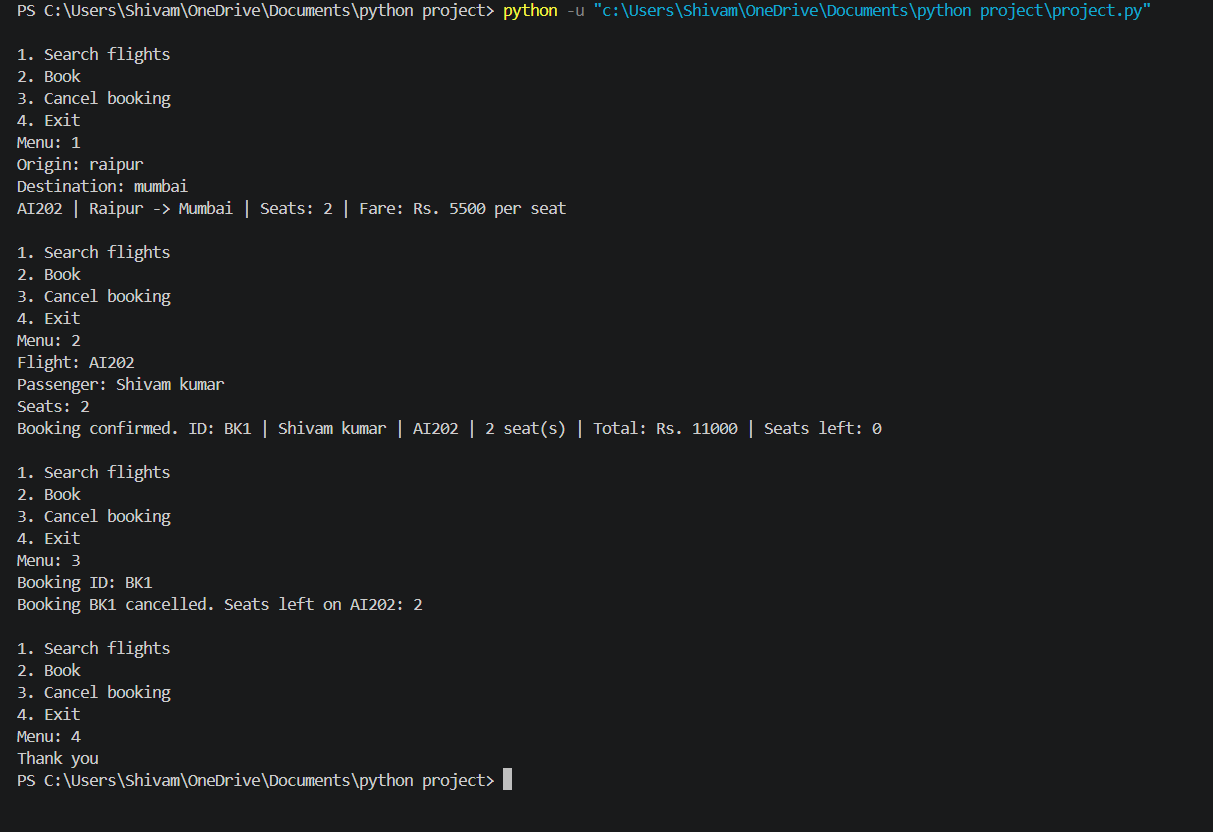 PS C:\Users\Shivam\OneDrive\Documents\python project> python -u "c:\Users\Shivam\OneDrive\Documents\python project\project.py"
1. Search flights
2. Book
3. Cancel booking
4. Exit
Menu: 1
Origin: raipur
Destination: mumbai
AI202 | Raipur -> Mumbai | Seats: 2 | Fare: Rs. 5500 per seat
1. Search flights
2. Book
3. Cancel booking
4. Exit
Menu: 2
Flight: AI202
Passenger: Shivam kumar
Seats: 2
Booking confirmed. ID: BK1 | Shivam kumar | AI202 | 2 seat(s) | Total: Rs. 11000 | Seats left: 0
1. Search flights
2. Book
3. Cancel booking
4. Exit
Menu: 3
Booking ID: BK1
Booking BK1 cancelled. Seats left on AI202: 2
1. Search flights
2. Book
3. Cancel booking
4. Exit
Menu: 4
Thank you
PS C:\Users\Shivam\OneDrive\Documents\python project>